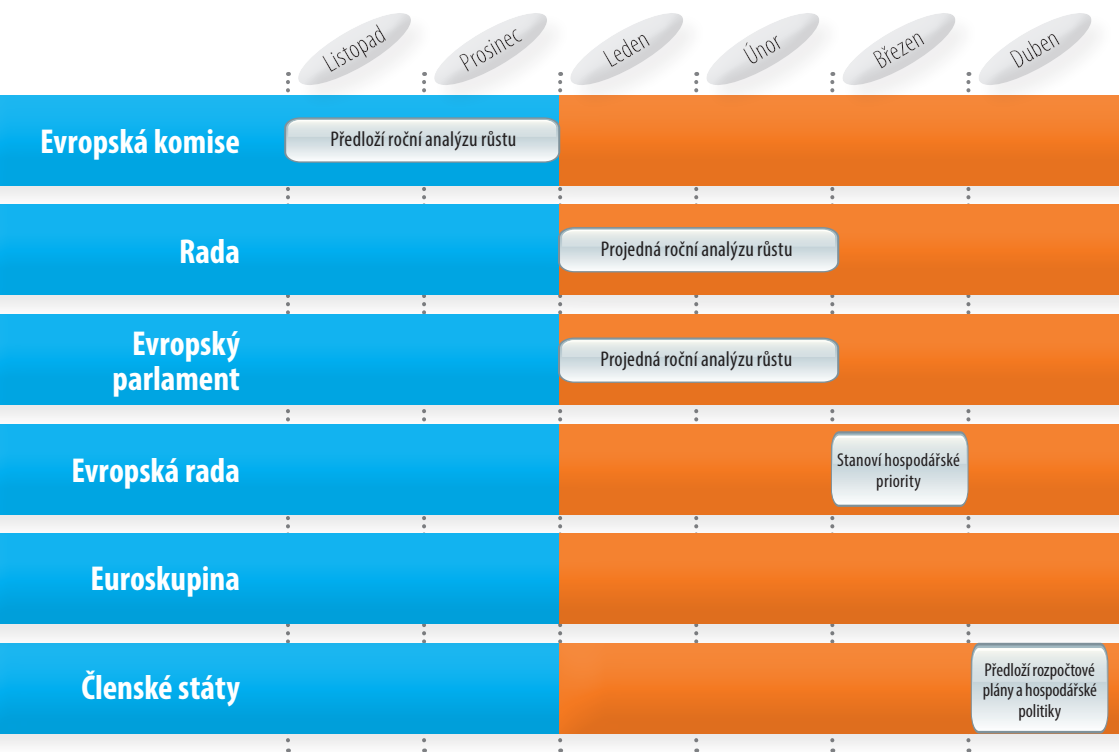 Listopad
Prosinec
Leden
Únor
Březen
Duben
Evropská komise
Předloží roční analýzu růstu
Rada
Projedná roční analýzu růstu
Evropský
parlament
Projedná roční analýzu růstu
Evropská rada
Stanoví hospodářské
priority
Euroskupina
Členské státy
Předloží rozpočtové
plány a hospodářské
politiky